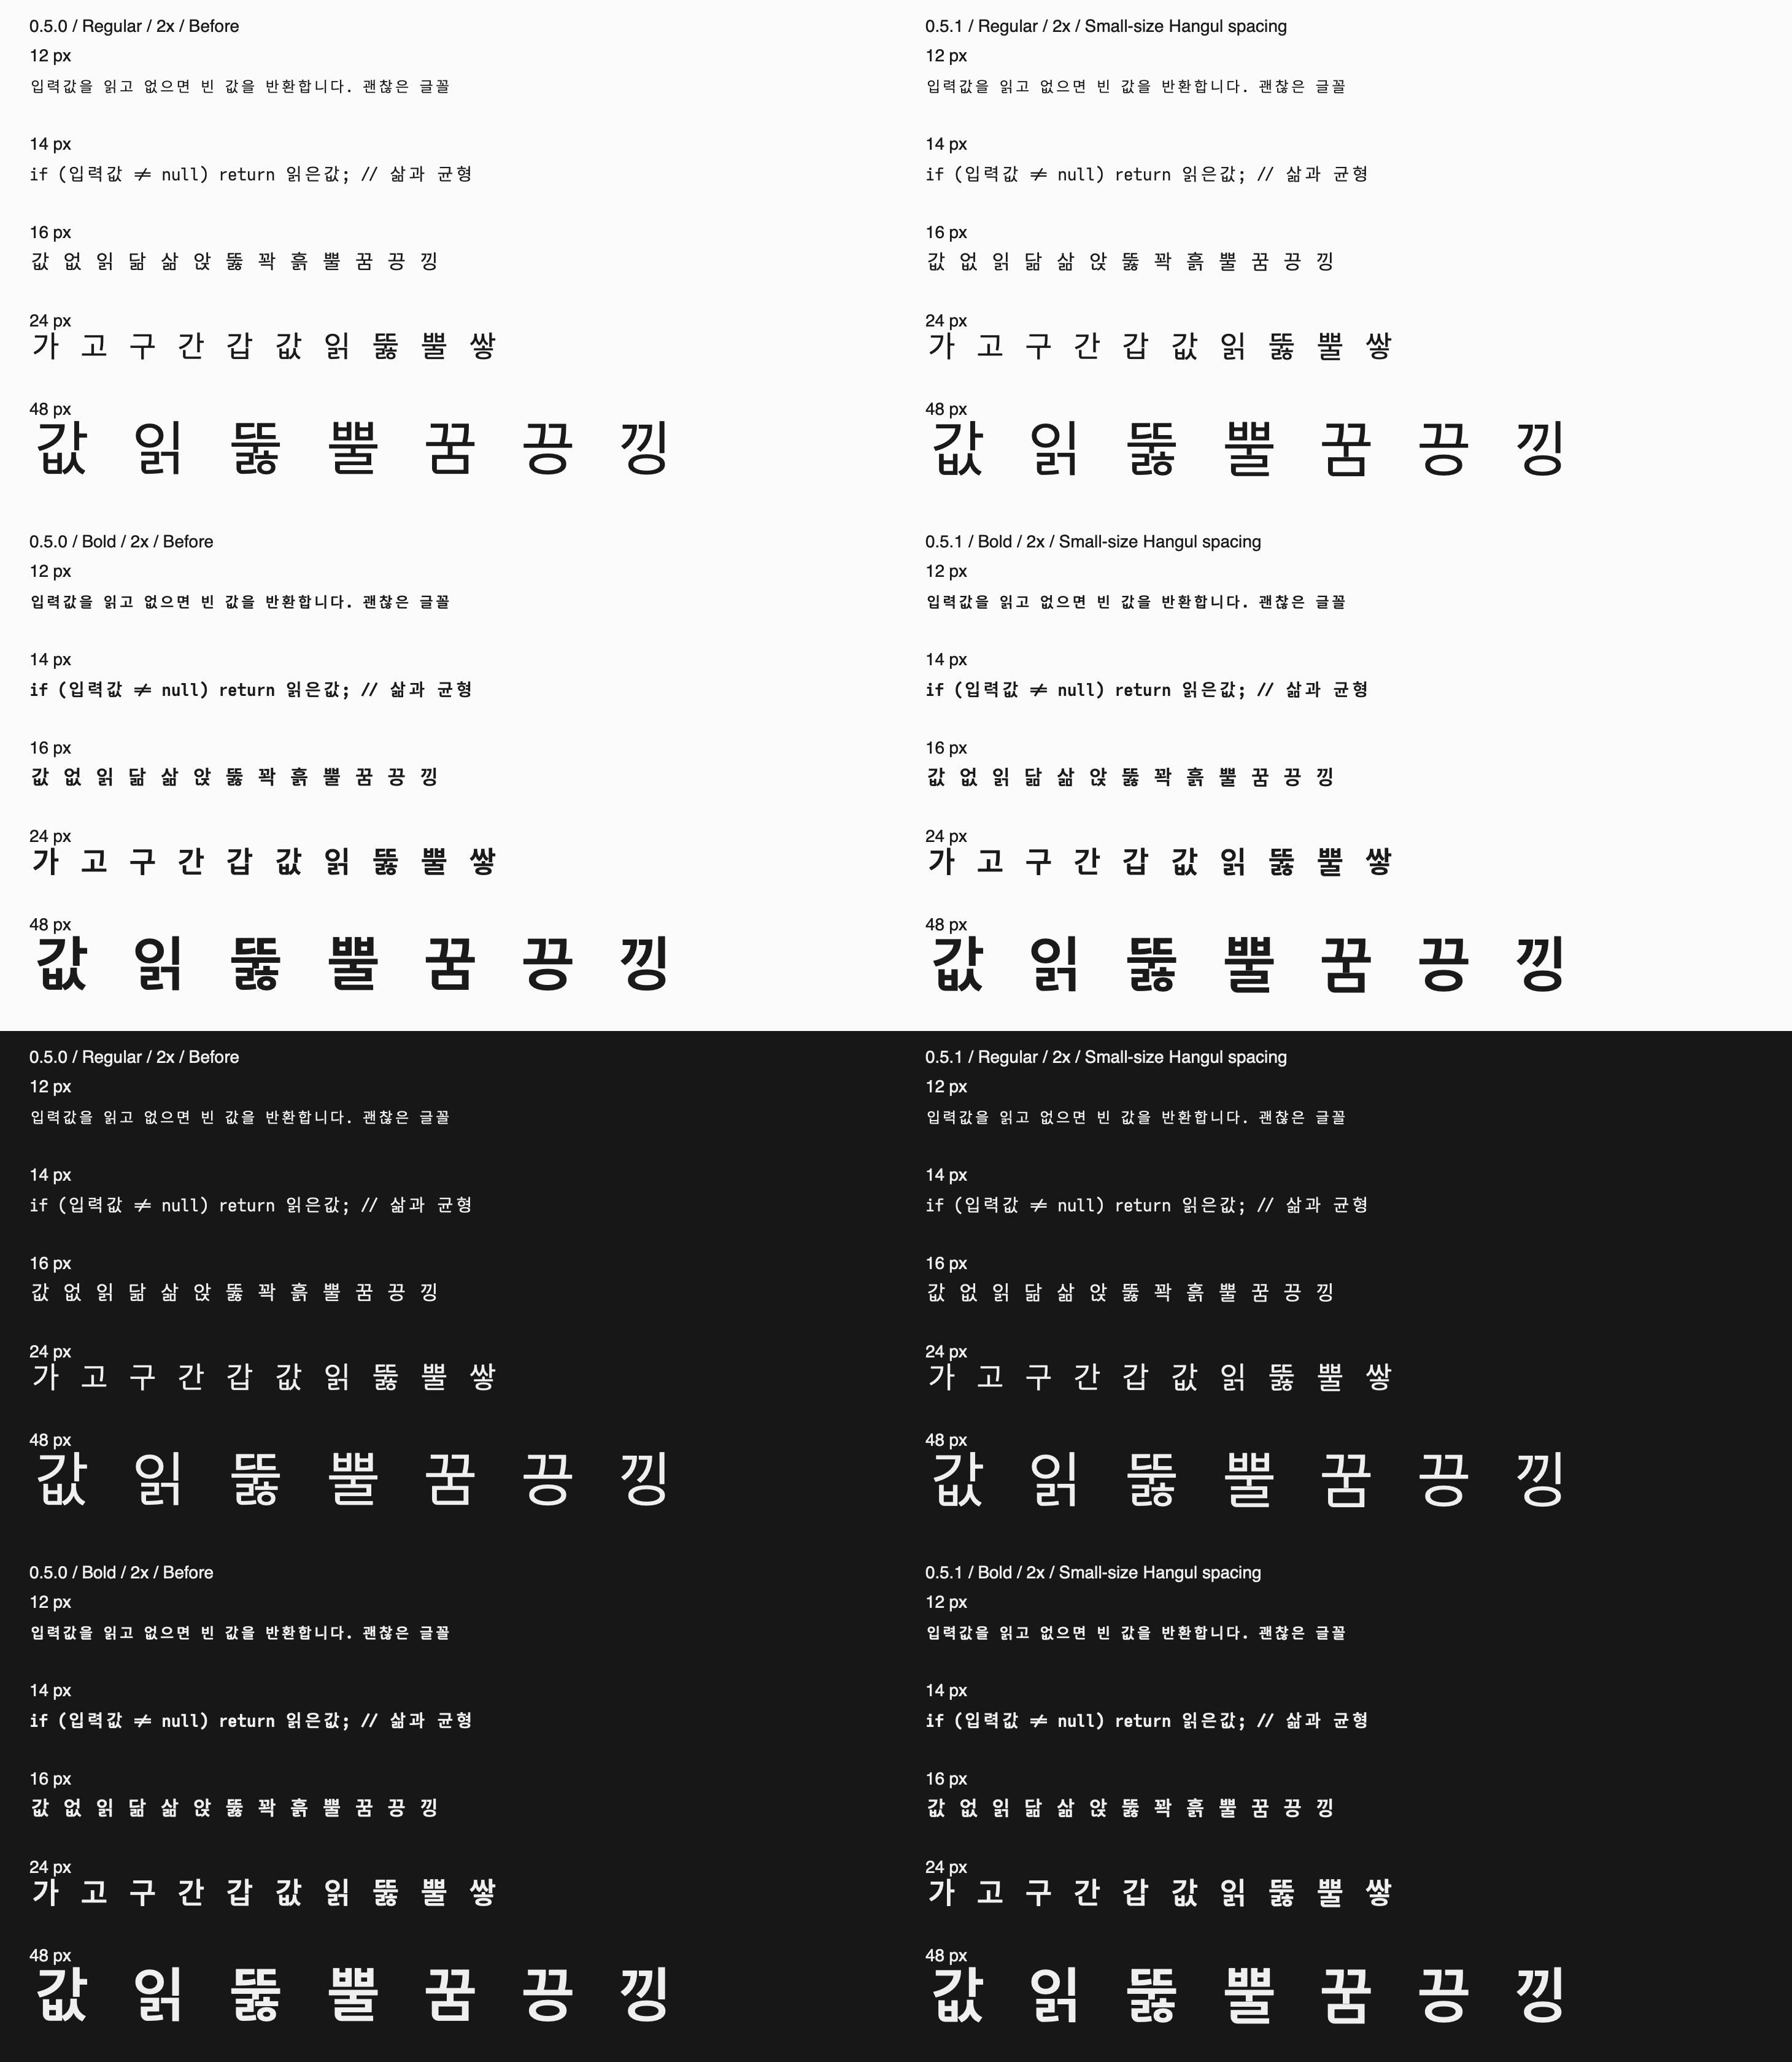 0.5.0 / Regular / 2x / Before
12 px
입력값을 읽고 없으면 빈 값을 반환합니다. 괜찮은 글꼴
14 px
if (입력값 ≠ null) return 읽은값; // 삶과 균형
16 px
값 없 읽 닮 삶 앉 뚫 꽉 흙 뿔 꿈 끙 낑
24 px
가 고 구 간 갑 값 읽 뚫 뿔 쌓
48 px
값 읽 뚫 뿔 꿈 끙 낑
0.5.1 / Regular / 2x / Small-size Hangul spacing
12 px
입력값을 읽고 없으면 빈 값을 반환합니다. 괜찮은 글꼴
14 px
if (입력값 ≠ null) return 읽은값; // 삶과 균형
16 px
값 없 읽 닮 삶 앉 뚫 꽉 흙 뿔 꿈 끙 낑
24 px
가 고 구 간 갑 값 읽 뚫 뿔 쌓
48 px
값 읽 뚫 뿔 꿈 끙 낑
0.5.0 / Bold / 2x / Before
12 px
입력값을 읽고 없으면 빈 값을 반환합니다. 괜찮은 글꼴
14 px
if (입력값 ≠ null) return 읽은값; // 삶과 균형
16 px
값 없 읽 닮 삶 앉 뚫 꽉 흙 뿔 꿈 끙 낑
24 px
가 고 구 간 갑 값 읽 뚫 뿔 쌓
48 px
값 읽 뚫 뿔 꿈 끙 낑
0.5.1 / Bold / 2x / Small-size Hangul spacing
12 px
입력값을 읽고 없으면 빈 값을 반환합니다. 괜찮은 글꼴
14 px
if (입력값 ≠ null) return 읽은값; // 삶과 균형
16 px
값 없 읽 닮 삶 앉 뚫 꽉 흙 뿔 꿈 끙 낑
24 px
가 고 구 간 갑 값 읽 뚫 뿔 쌓
48 px
값 읽 뚫 뿔 꿈 끙 낑
0.5.0 / Regular / 2x / Before
12 px
입력값을 읽고 없으면 빈 값을 반환합니다. 괜찮은 글꼴
14 px
if (입력값 ≠ null) return 읽은값; // 삶과 균형
16 px
값 없 읽 닮 삶 앉 뚫 꽉 흙 뿔 꿈 끙 낑
24 px
가 고 구 간 갑 값 읽 뚫 뿔 쌓
48 px
값 읽 뚫 뿔 꿈 끙 낑
0.5.1 / Regular / 2x / Small-size Hangul spacing
12 px
입력값을 읽고 없으면 빈 값을 반환합니다. 괜찮은 글꼴
14 px
if (입력값 ≠ null) return 읽은값; // 삶과 균형
16 px
값 없 읽 닮 삶 앉 뚫 꽉 흙 뿔 꿈 끙 낑
24 px
가 고 구 간 갑 값 읽 뚫 뿔 쌓
48 px
값 읽 뚫 뿔 꿈 끙 낑
0.5.0 / Bold / 2x / Before
12 px
입력값을 읽고 없으면 빈 값을 반환합니다. 괜찮은 글꼴
14 px
if (입력값 ≠ null) return 읽은값; // 삶과 균형
16 px
값 없 읽 닮 삶 앉 뚫 꽉 흙 뿔 꿈 끙 낑
24 px
가 고 구 간 갑 값 읽 뚫 뿔 쌓
48 px
값 읽 뚫 뿔 꿈 끙 낑
0.5.1 / Bold / 2x / Small-size Hangul spacing
12 px
입력값을 읽고 없으면 빈 값을 반환합니다. 괜찮은 글꼴
14 px
if (입력값 ≠ null) return 읽은값; // 삶과 균형
16 px
값 없 읽 닮 삶 앉 뚫 꽉 흙 뿔 꿈 끙 낑
24 px
가 고 구 간 갑 값 읽 뚫 뿔 쌓
48 px
값 읽 뚫 뿔 꿈 끙 낑